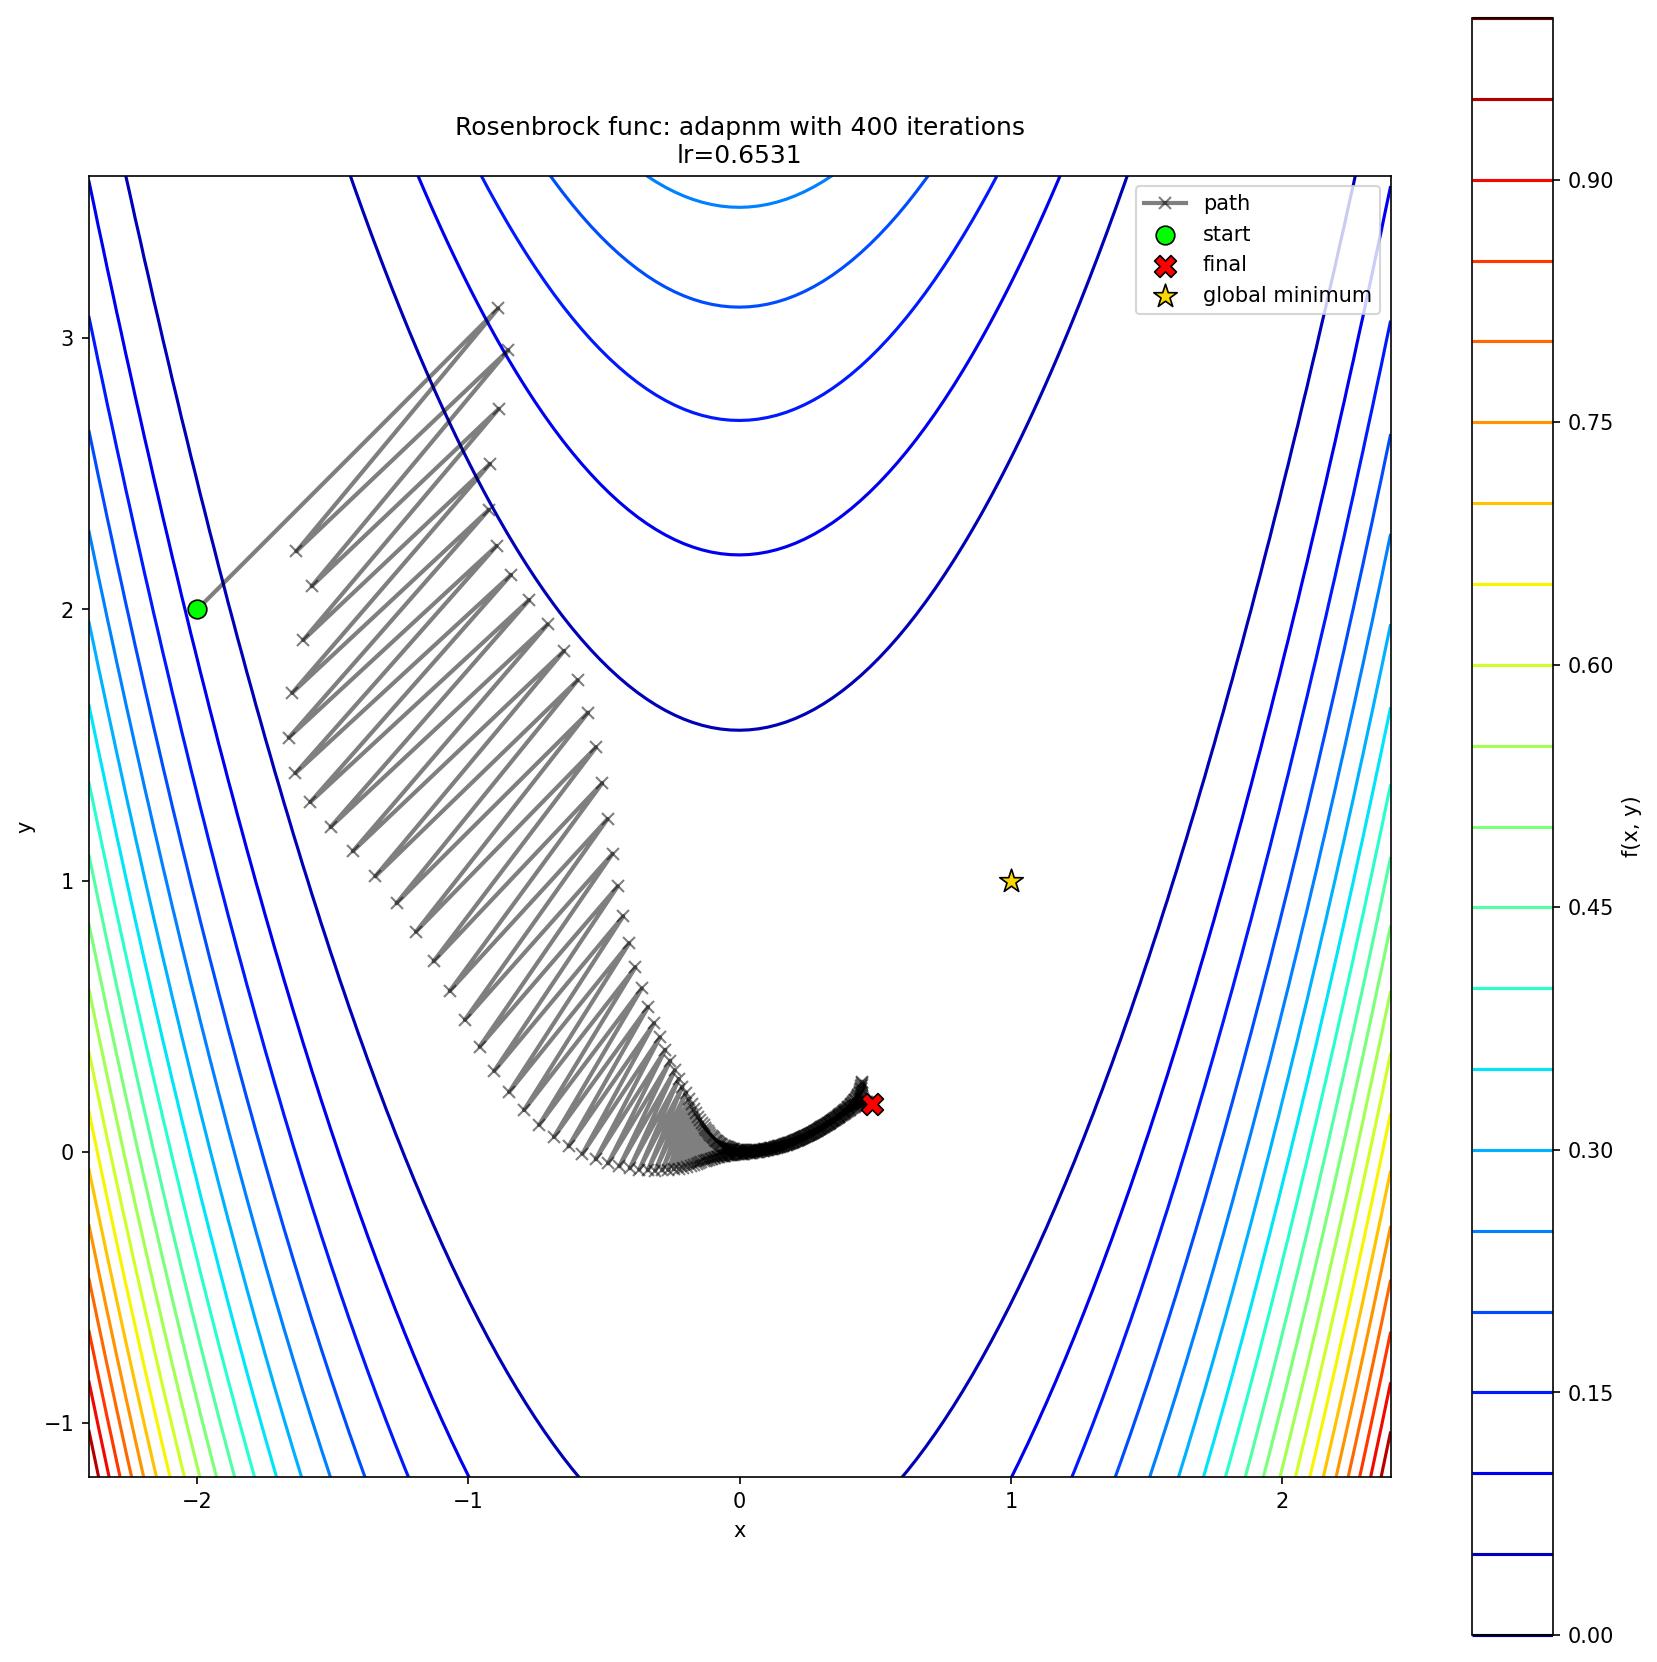 Rosenbrock func: adapnm with 400 iterations
lr=0.6531
path
start
final
global minimum
3
2
1
0
−1
y
−2
−1
0
1
2
x
0.90
0.75
0.60
0.45
0.30
0.15
0.00
f(x, y)